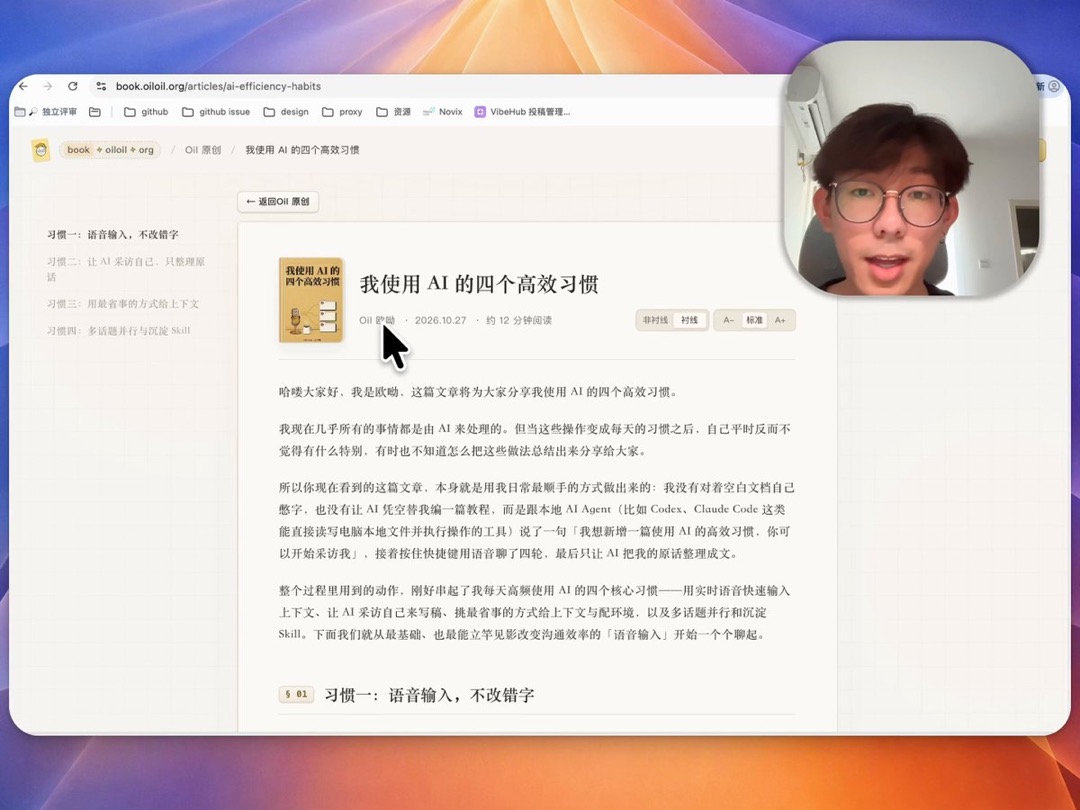 book.oiloil.org/articles/ai-efficiency-habits
新
独立评审
github
github issue
design
proxy
资源
Novix
VibeHub 投稿管理...
book oiloil org / Oil 原创 / 我使用 AI 的四个高效习惯
← 返回Oil 原创
习惯一：语音输入，不改错字
习惯二：让 AI 采访自己，只整理原
话
习惯三：用最省事的方式给上下文
习惯四：多话题并行与沉淀 Skill
我使用 AI 的
四个高效习惯
我使用 AI 的四个高效习惯
Oil 欧呦 · 2026.10.27 · 约 12 分钟阅读
非衬线 衬线 A- 标准 A+
哈喽大家好，我是欧呦，这篇文章将为大家分享我使用 AI 的四个高效习惯。
我现在几乎所有的事情都是由 AI 来处理的。但当这些操作变成每天的习惯之后，自己平时反而不
觉得有什么特别，有时也不知道怎么把这些做法总结出来分享给大家。
所以你现在看到的这篇文章，本身就是用我日常最顺手的方式做出来的：我没有对着空白文档自己
憋字，也没有让 AI 凭空替我编一篇教程，而是跟本地 AI Agent（比如 Codex、Claude Code 这类
能直接读写电脑本地文件并执行操作的工具）说了一句「我想新增一篇使用 AI 的高效习惯，你可
以开始采访我」，接着按住快捷键用语音聊了四轮，最后只让 AI 把我的原话整理成文。
整个过程里用到的动作，刚好串起了我每天高频使用 AI 的四个核心习惯——用实时语音快速输入
上下文、让 AI 采访自己来写稿、挑最省事的方式给上下文与配环境，以及多话题并行和沉淀
Skill。下面我们就从最基础、也最能立竿见影改变沟通效率的「语音输入」开始一个个聊起。
§ 01 习惯一：语音输入，不改错字